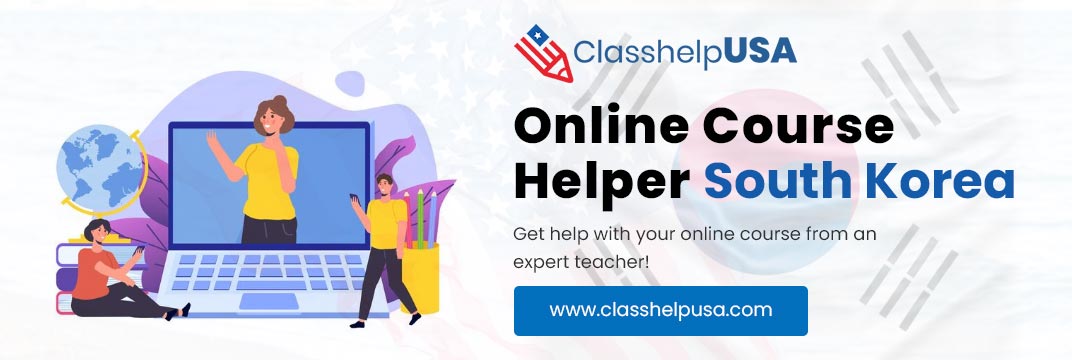 ClasshelpUSA
Online Course
Helper South Korea
Get help with your online course from an
expert teacher!
www.classhelpusa.com